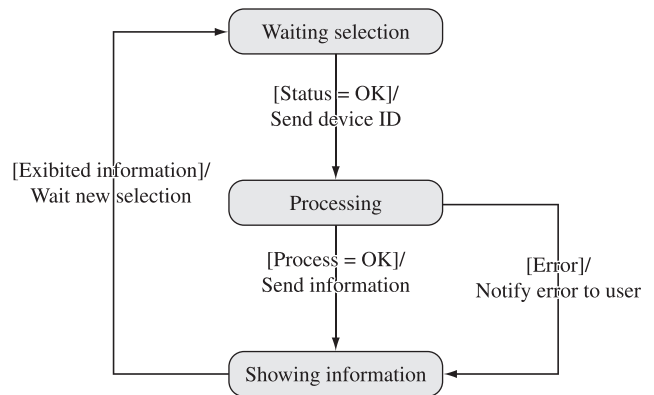 Waiting selection
[Status = OK]/
Send device ID
[Exibited information]/
Wait new selection
Processing
[Process = OK]/
Send information
[Error]/
Notify error to user
Showing information